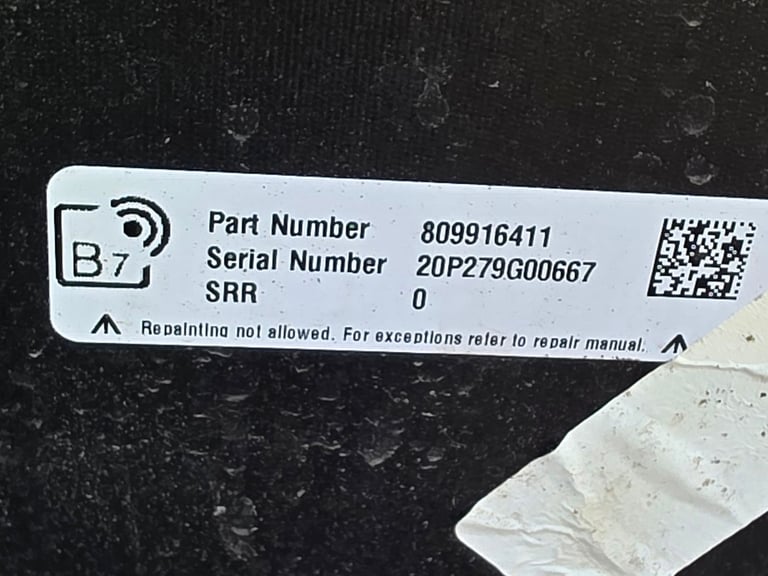 B7
Part Number 809916411
Serial Number 20P279G00667
SRR 0
Repainting not allowed. For exceptions refer to repair manual.